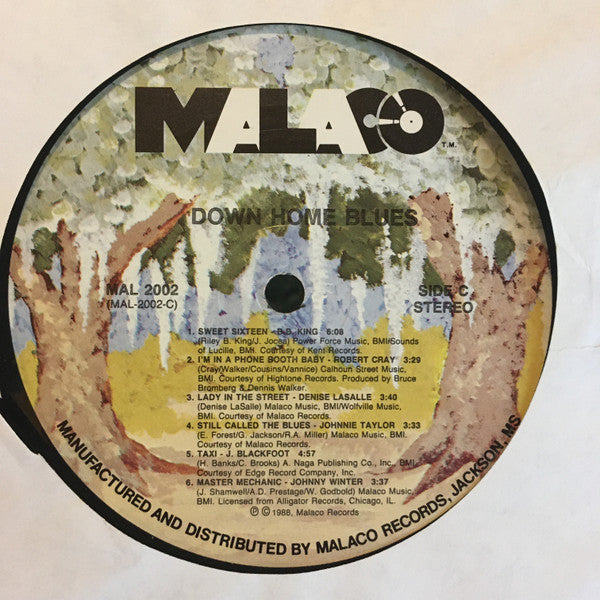 MALACO
T.M.
DOWN HOME BLUES
MAL 2002
(MAL-2002-C)
SIDE C
STEREO
1. SWEET SIXTEEN - B.B. KING 6:08
(Riley B. King/J. Jocea) Power Force Music, BMI/Sounds
of Lucille, BMI. Courtesy of Kent Records.
2. I'M IN A PHONE BOOTH BABY - ROBERT CRAY 3:29
(Cray/Walker/Cousins/Vannice) Calhoun Street Music,
BMI. Courtesy of Hightone Records. Produced by Bruce
Bromberg & Dennis Walker.
3. LADY IN THE STREET - DENISE LASALLE 3:40
(Denise LaSalle) Malaco Music, BMI/Wolfville Music,
BMI. Courtesy of Malaco Records.
4. STILL CALLED THE BLUES - JOHNNIE TAYLOR 3:33
(E. Forest/G. Jackson/R.A. Miller) Malaco Music, BMI.
Courtesy of Malaco Records.
5. TAXI - J. BLACKFOOT 4:57
(H. Banks/C. Brooks) A. Naga Publishing Co., Inc., BMI.
Courtesy of Edge Record Company, Inc.
6. MASTER MECHANIC - JOHNNY WINTER 3:37
(J. Shamwell/A.D. Prestage/W. Godbold) Malaco Music,
BMI. Licensed from Alligator Records, Chicago, IL.
℗ © 1988, Malaco Records
MANUFACTURED AND DISTRIBUTED BY MALACO RECORDS, JACKSON, MS